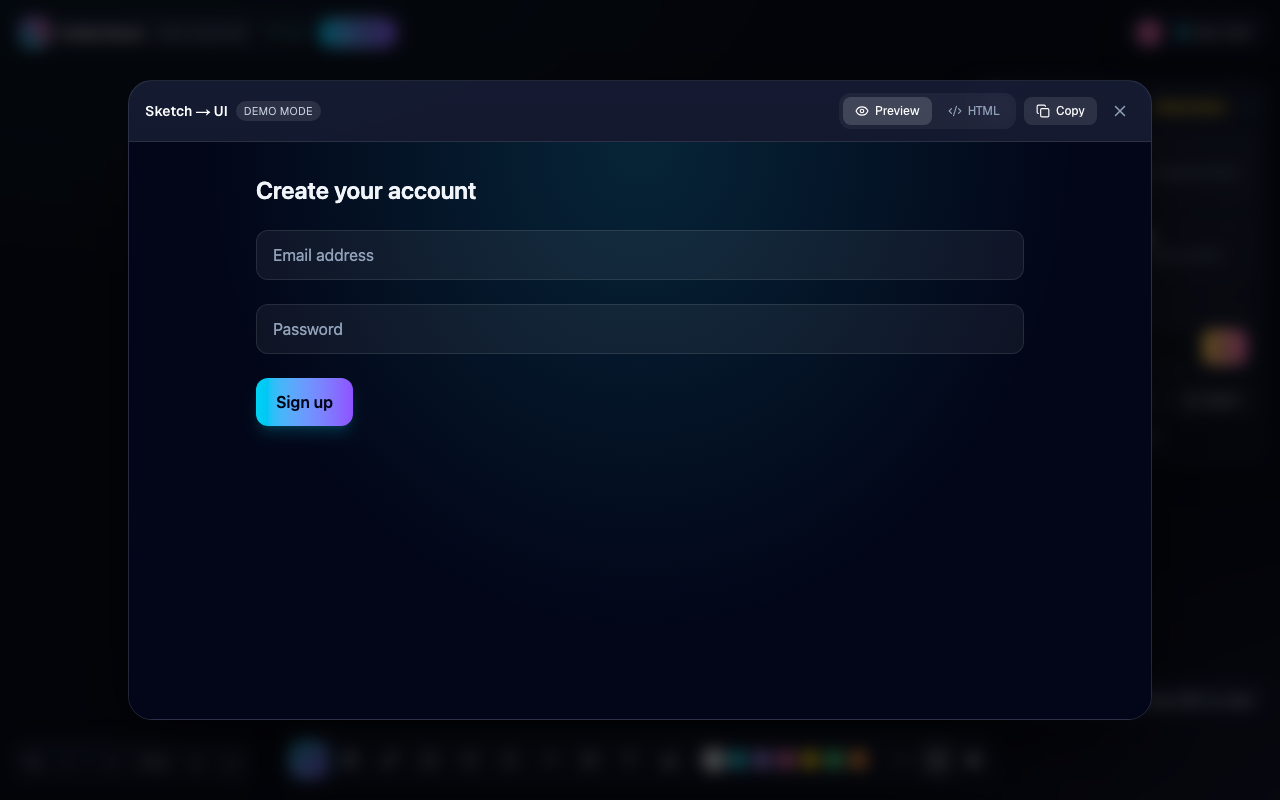 Sketch → UI DEMO MODE Preview </> HTML Copy
Create your account
Email address
Password
Sign up